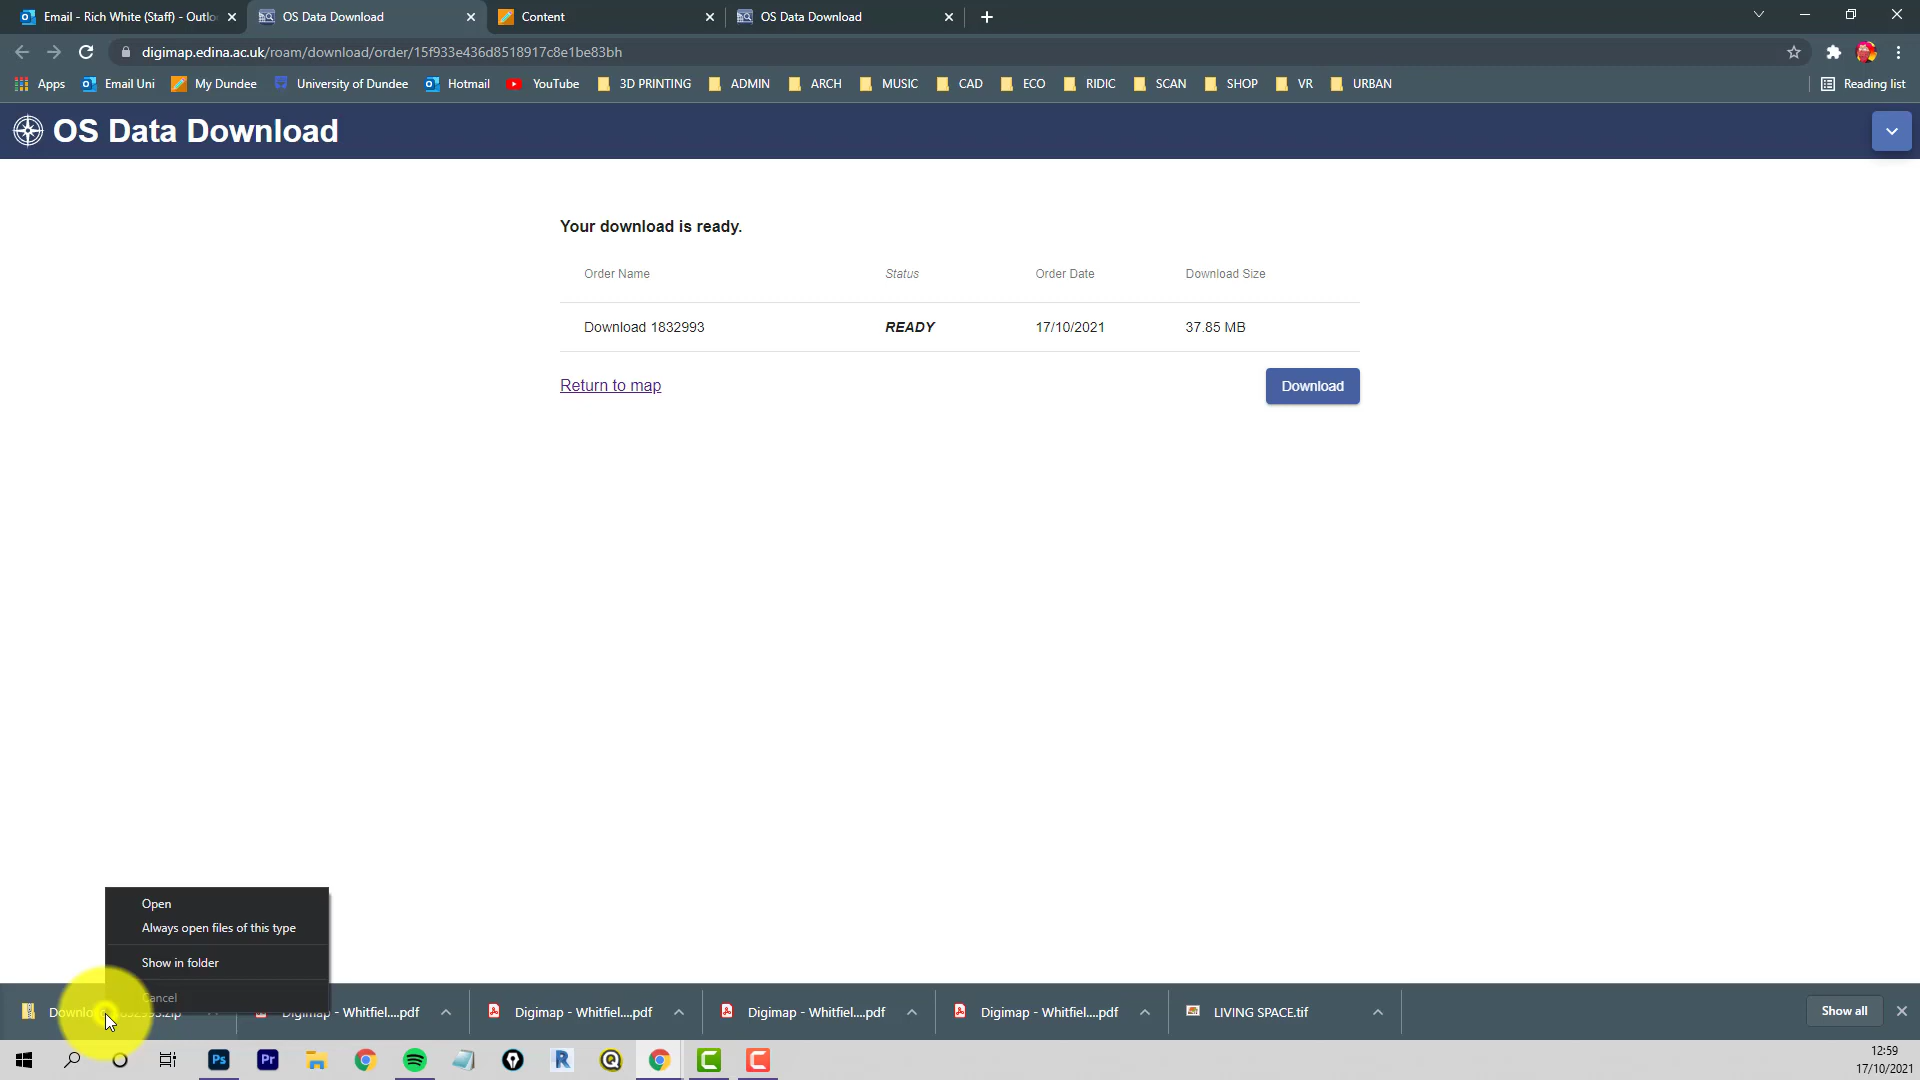 Email - Rich White (Staff) - Outlo
OS Data Download
Content
OS Data Download
digimap.edina.ac.uk/roam/download/order/15f933e436d8518917c8e1be83bh
Apps Email Uni My Dundee University of Dundee Hotmail YouTube 3D PRINTING ADMIN ARCH MUSIC CAD ECO RIDIC SCAN SHOP VR URBAN Reading list
OS Data Download
Your download is ready.
Order Name Status Order Date Download Size
Download 1832993 READY 17/10/2021 37.85 MB
Return to map Download
Open
Always open files of this type
Show in folder
Cancel
Digimap - Whitfiel....pdf Digimap - Whitfiel....pdf Digimap - Whitfiel....pdf Digimap - Whitfiel....pdf LIVING SPACE.tif Show all
Ps Pr R
12:59
17/10/2021